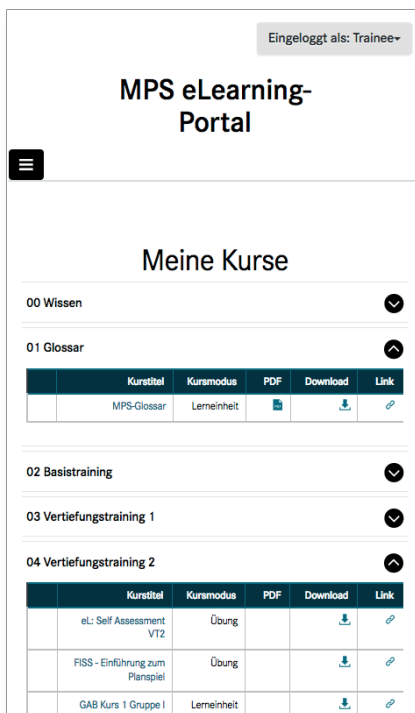 Eingeloggt als: Trainee
MPS eLearning-
Portal
Meine Kurse
00 Wissen
01 Glossar
Kurstitel Kursmodus PDF Download Link
MPS-Glossar Lerneinheit
02 Basistraining
03 Vertiefungstraining 1
04 Vertiefungstraining 2
Kurstitel Kursmodus PDF Download Link
eL: Self Assessment Übung
VT2
FISS - Einführung zum Übung
Planspiel
GAB Kurs 1 Gruppe I Lerneinheit